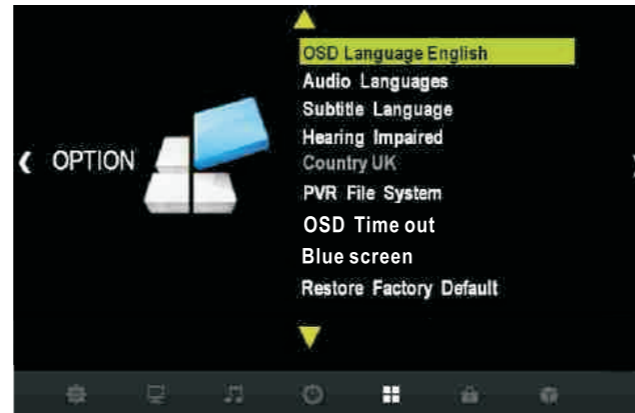 OPTION
OSD Language English
Audio Languages
Subtitle Language
Hearing Impaired
Country UK
PVR File System
OSD Time out
Blue screen
Restore Factory Default